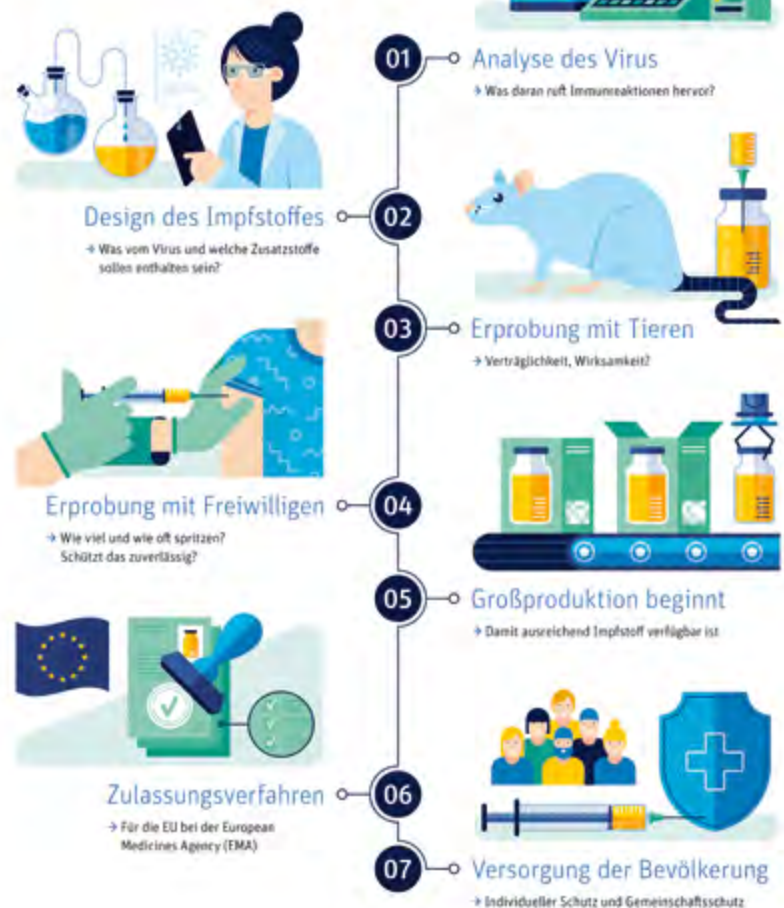 01
Analyse des Virus
→ Was daran ruft Immunreaktionen hervor?
Design des Impfstoffes
02
→ Was vom Virus und welche Zusatzstoffe
sollen enthalten sein?
03
Erprobung mit Tieren
→ Verträglichkeit, Wirksamkeit?
Erprobung mit Freiwilligen
04
→ Wie viel und wie oft spritzen?
Schützt das zuverlässig?
05
Großproduktion beginnt
→ Damit ausreichend Impfstoff verfügbar ist
Zulassungsverfahren
06
→ Für die EU bei der European
Medicines Agency (EMA)
07
Versorgung der Bevölkerung
→ Individueller Schutz und Gemeinschaftsschutz